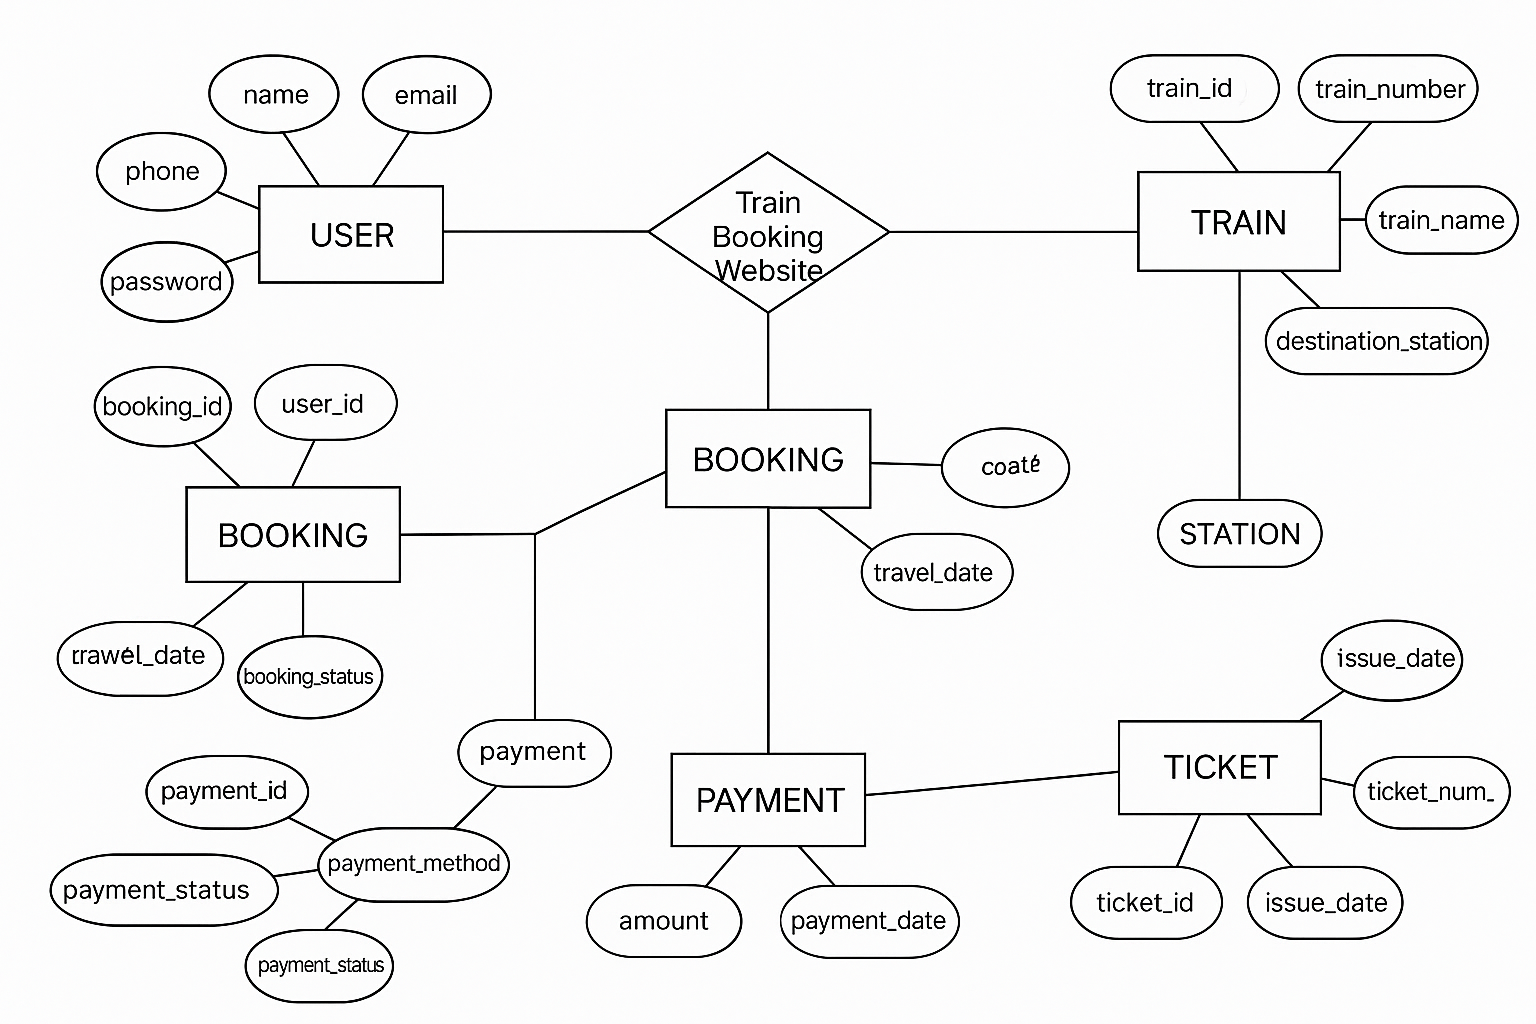 name
email
phone
USER
password
Train
Booking
Website
train_id
train_number
TRAIN
train_name
destination_station
STATION
booking_id
user_id
BOOKING
rrawél_date
booking_status
BOOKING
coaté
travel_date
payment
payment_id
payment_method
payment_status
payment_status
PAYMENT
amount
payment_date
issue_date
TICKET
ticket_num_
ticket_id
issue_date